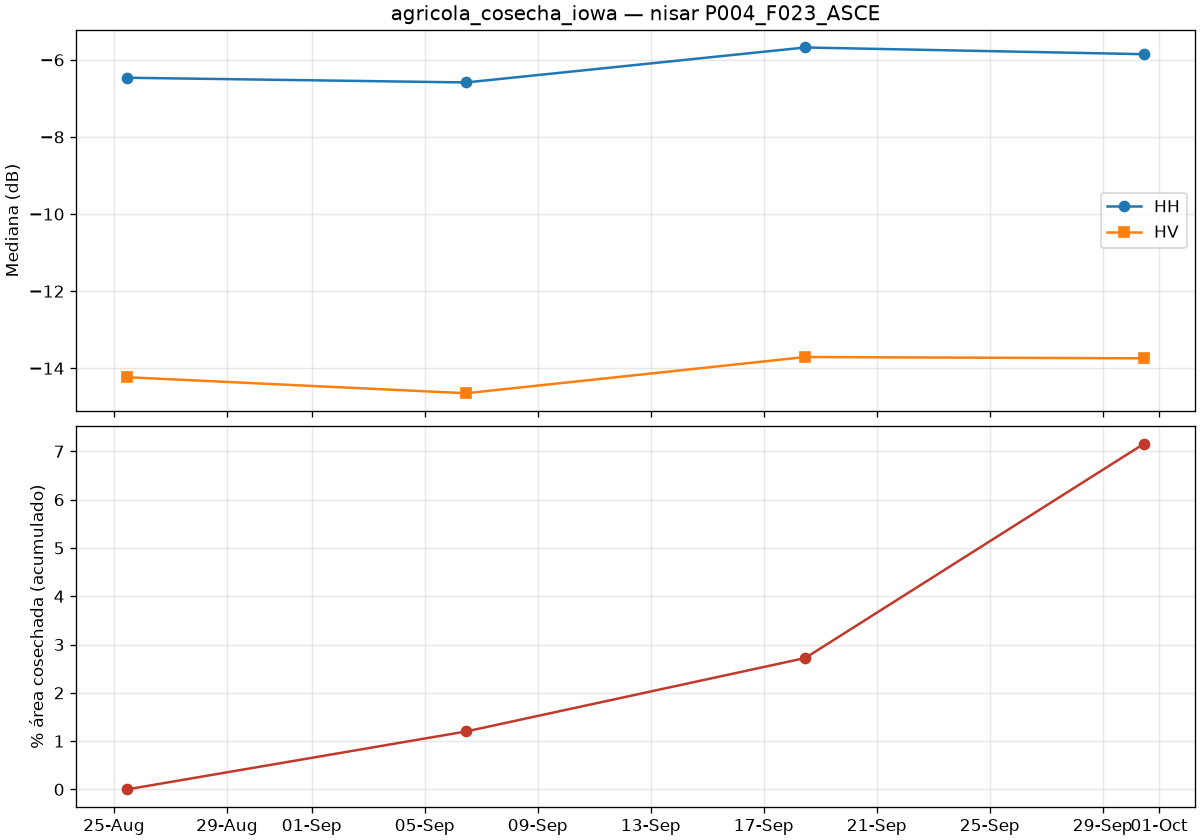 agricola_cosecha_iowa — nisar P004_F023_ASCE
Mediana (dB)
−6
−8
−10
−12
−14
HH
HV
% área cosechada (acumulado)
7
6
5
4
3
2
1
0
25-Aug 29-Aug 01-Sep 05-Sep 09-Sep 13-Sep 17-Sep 21-Sep 25-Sep 29-Sep 01-Oct